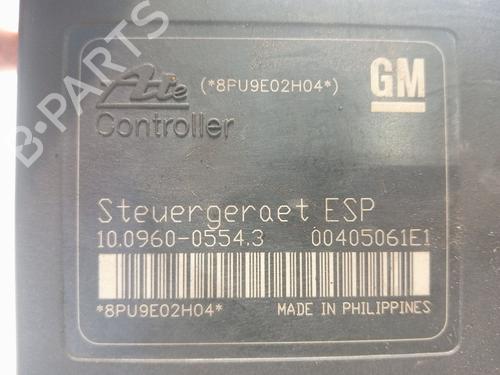 Ate
(*8PU9E02H04*)
GM
Controller
Steuergeraet ESP
10.0960-0554.3
00405061E1
*8PU9E02H04*
MADE IN PHILIPPINES
B-PARTS